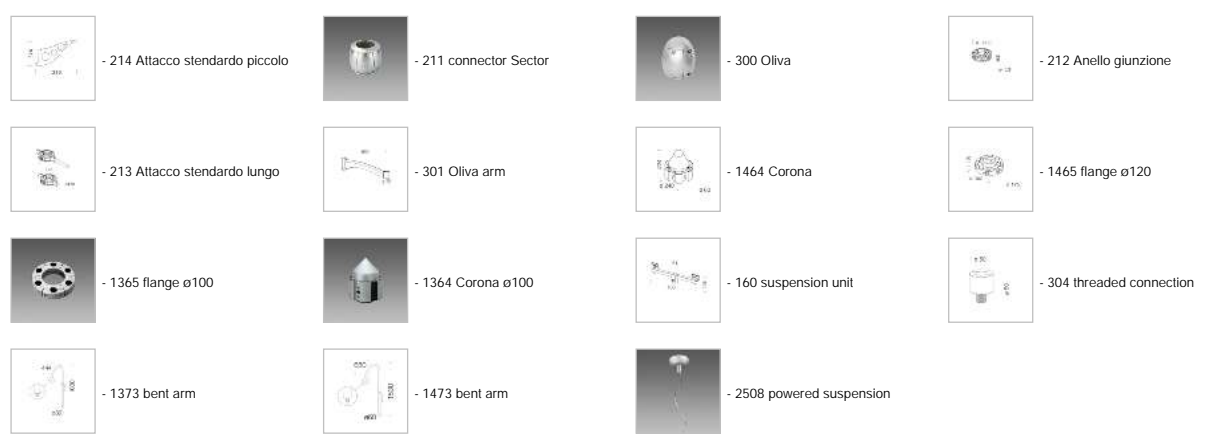 - 214 Attacco stendardo piccolo
- 211 connector Sector
- 300 Oliva
- 212 Anello giunzione
- 213 Attacco stendardo lungo
- 301 Oliva arm
- 1464 Corona
- 1465 flange ø120
- 1365 flange ø100
- 1364 Corona ø100
- 160 suspension unit
- 304 threaded connection
- 1373 bent arm
- 1473 bent arm
- 2508 powered suspension